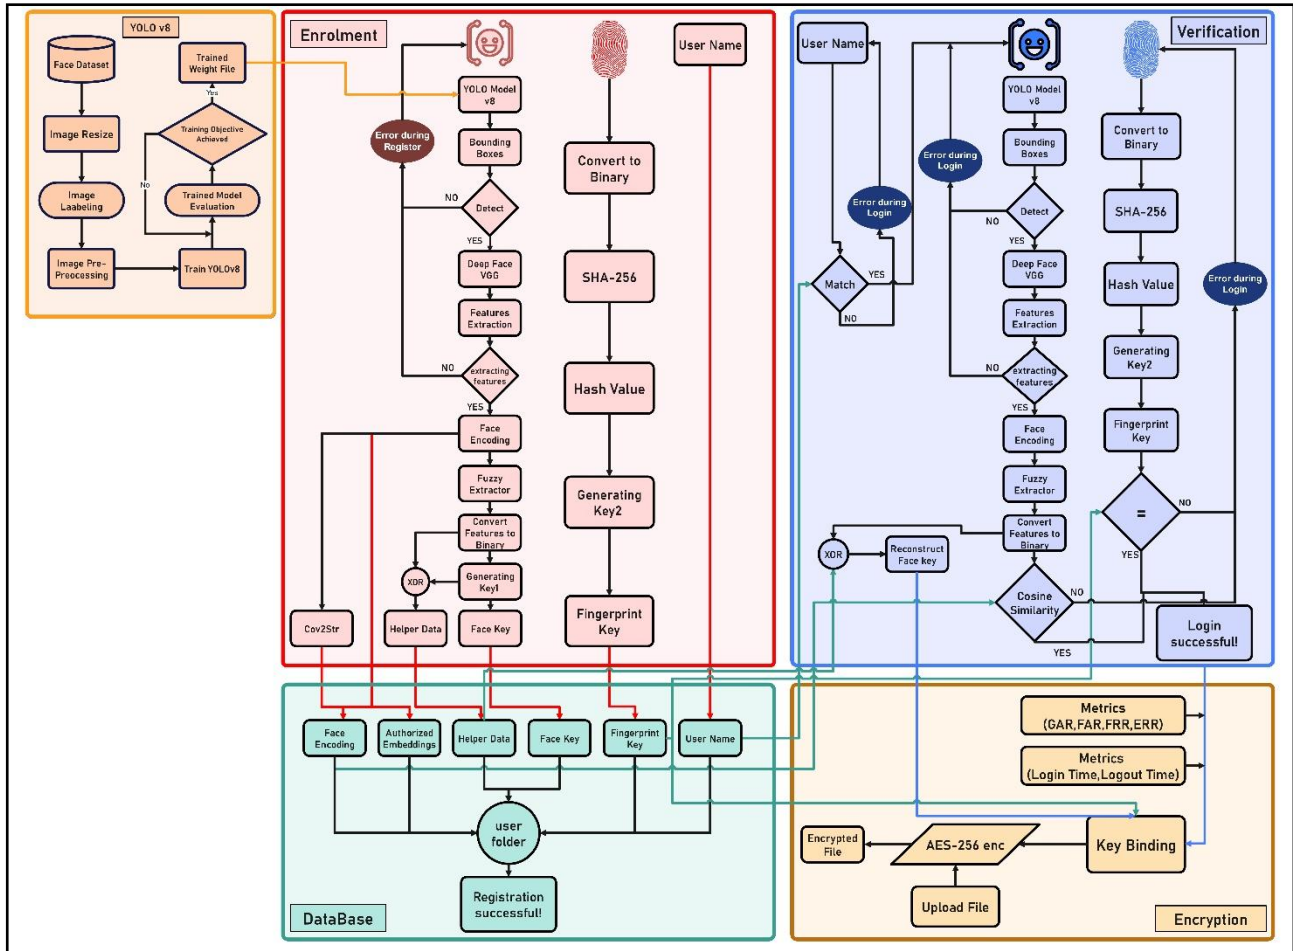 YOLO v8
Face Dataset
Image Resize
Image
Laabeling
Image Pre-
Preocessing
Train YOLOv8
Trained Model
Evaluation
Training Objective
Achieved
No
Yes
Trained
Weight File
Enrolment
YOLO Model
v8
Bounding
Boxes
Error during
Register
NO
Detect
YES
Deep Face
VGG
Features
Extraction
NO
extracting
features
YES
Face
Encoding
Fuzzy
Extractor
Convert
Features to
Binary
XOR
Generating
Key1
Cov2Str
Helper Data
Face Key
Convert to
Binary
SHA-256
Hash Value
Generating
Key2
Fingerprint
Key
User Name
Verification
User Name
Error during
Login
Match
YES
NO
YOLO Model
v8
Bounding
Boxes
Error during
Login
NO
Detect
YES
Deep Face
VGG
Features
Extraction
NO
extracting
features
YES
Face
Encoding
Fuzzy
Extractor
Convert
Features to
Binary
XOR
Reconstruct
Face key
Cosine
Similarity
NO
YES
Convert to
Binary
SHA-256
Hash Value
Error during
Login
Generating
Key2
Fingerprint
Key
=
NO
YES
Login
successful!
Face
Encoding
Authorized
Embeddings
Helper Data
Face Key
Fingerprint
Key
User Name
user
folder
Registration
successful!
DataBase
Metrics
(GAR,FAR,FRR,ERR)
Metrics
(Login Time,Logout Time)
Encrypted
File
AES-256 enc
Key Binding
Upload File
Encryption